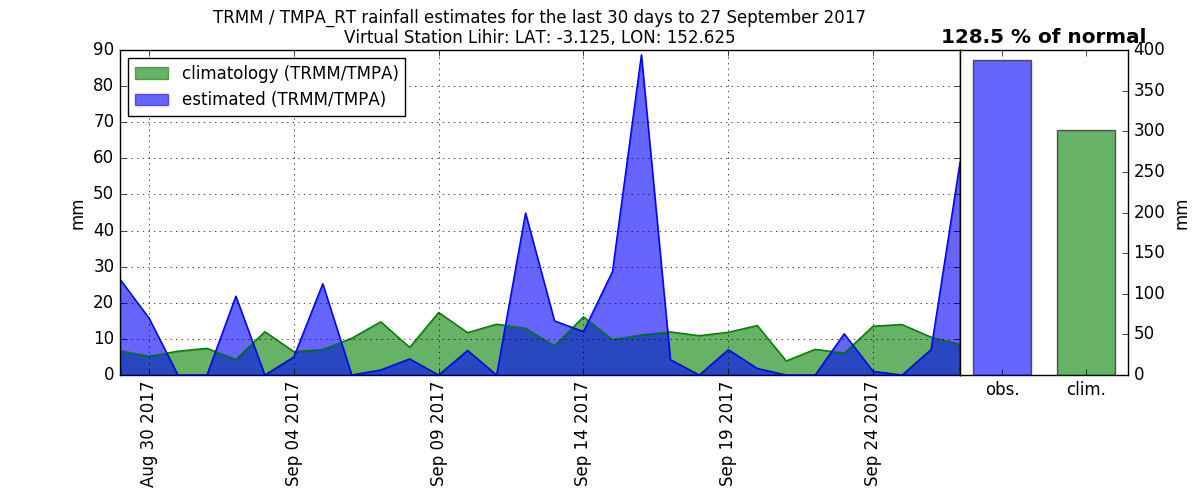 TRMM / TMPA_RT rainfall estimates for the last 30 days to 27 September 2017
Virtual Station Lihir: LAT: -3.125, LON: 152.625
128.5 % of normal
climatology (TRMM/TMPA)
estimated (TRMM/TMPA)
90
80
70
60
50
40
30
20
10
0
mm
Aug 30 2017
Sep 04 2017
Sep 09 2017
Sep 14 2017
Sep 19 2017
Sep 24 2017
400
350
300
250
200
150
100
50
0
mm
obs.
clim.